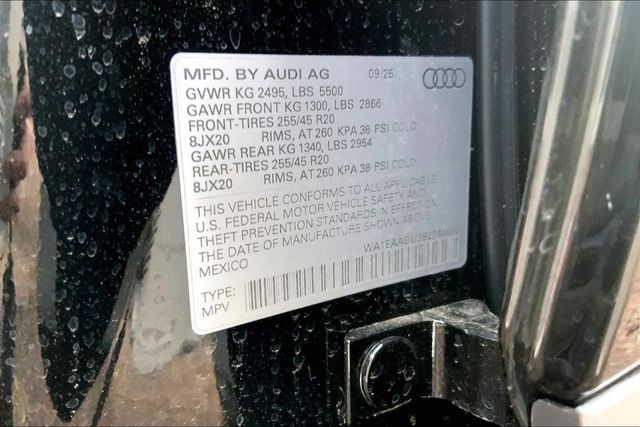 MFD. BY AUDI AG 09/25
GVWR KG 2495, LBS 5500
GAWR FRONT KG 1300, LBS 2866
FRONT-TIRES 255/45 R20
8JX20 RIMS, AT 260 KPA 38 PSI COLD
GAWR REAR KG 1340, LBS 2954
REAR-TIRES 255/45 R20
8JX20 RIMS, AT 260 KPA 38 PSI COLD
THIS VEHICLE CONFORMS TO ALL APPLICABLE
U.S. FEDERAL MOTOR VEHICLE SAFETY AND
THEFT PREVENTION STANDARDS IN EFFECT ON
THE DATE OF MANUFACTURE SHOWN ABOVE.
MEXICO
TYPE:
MPV